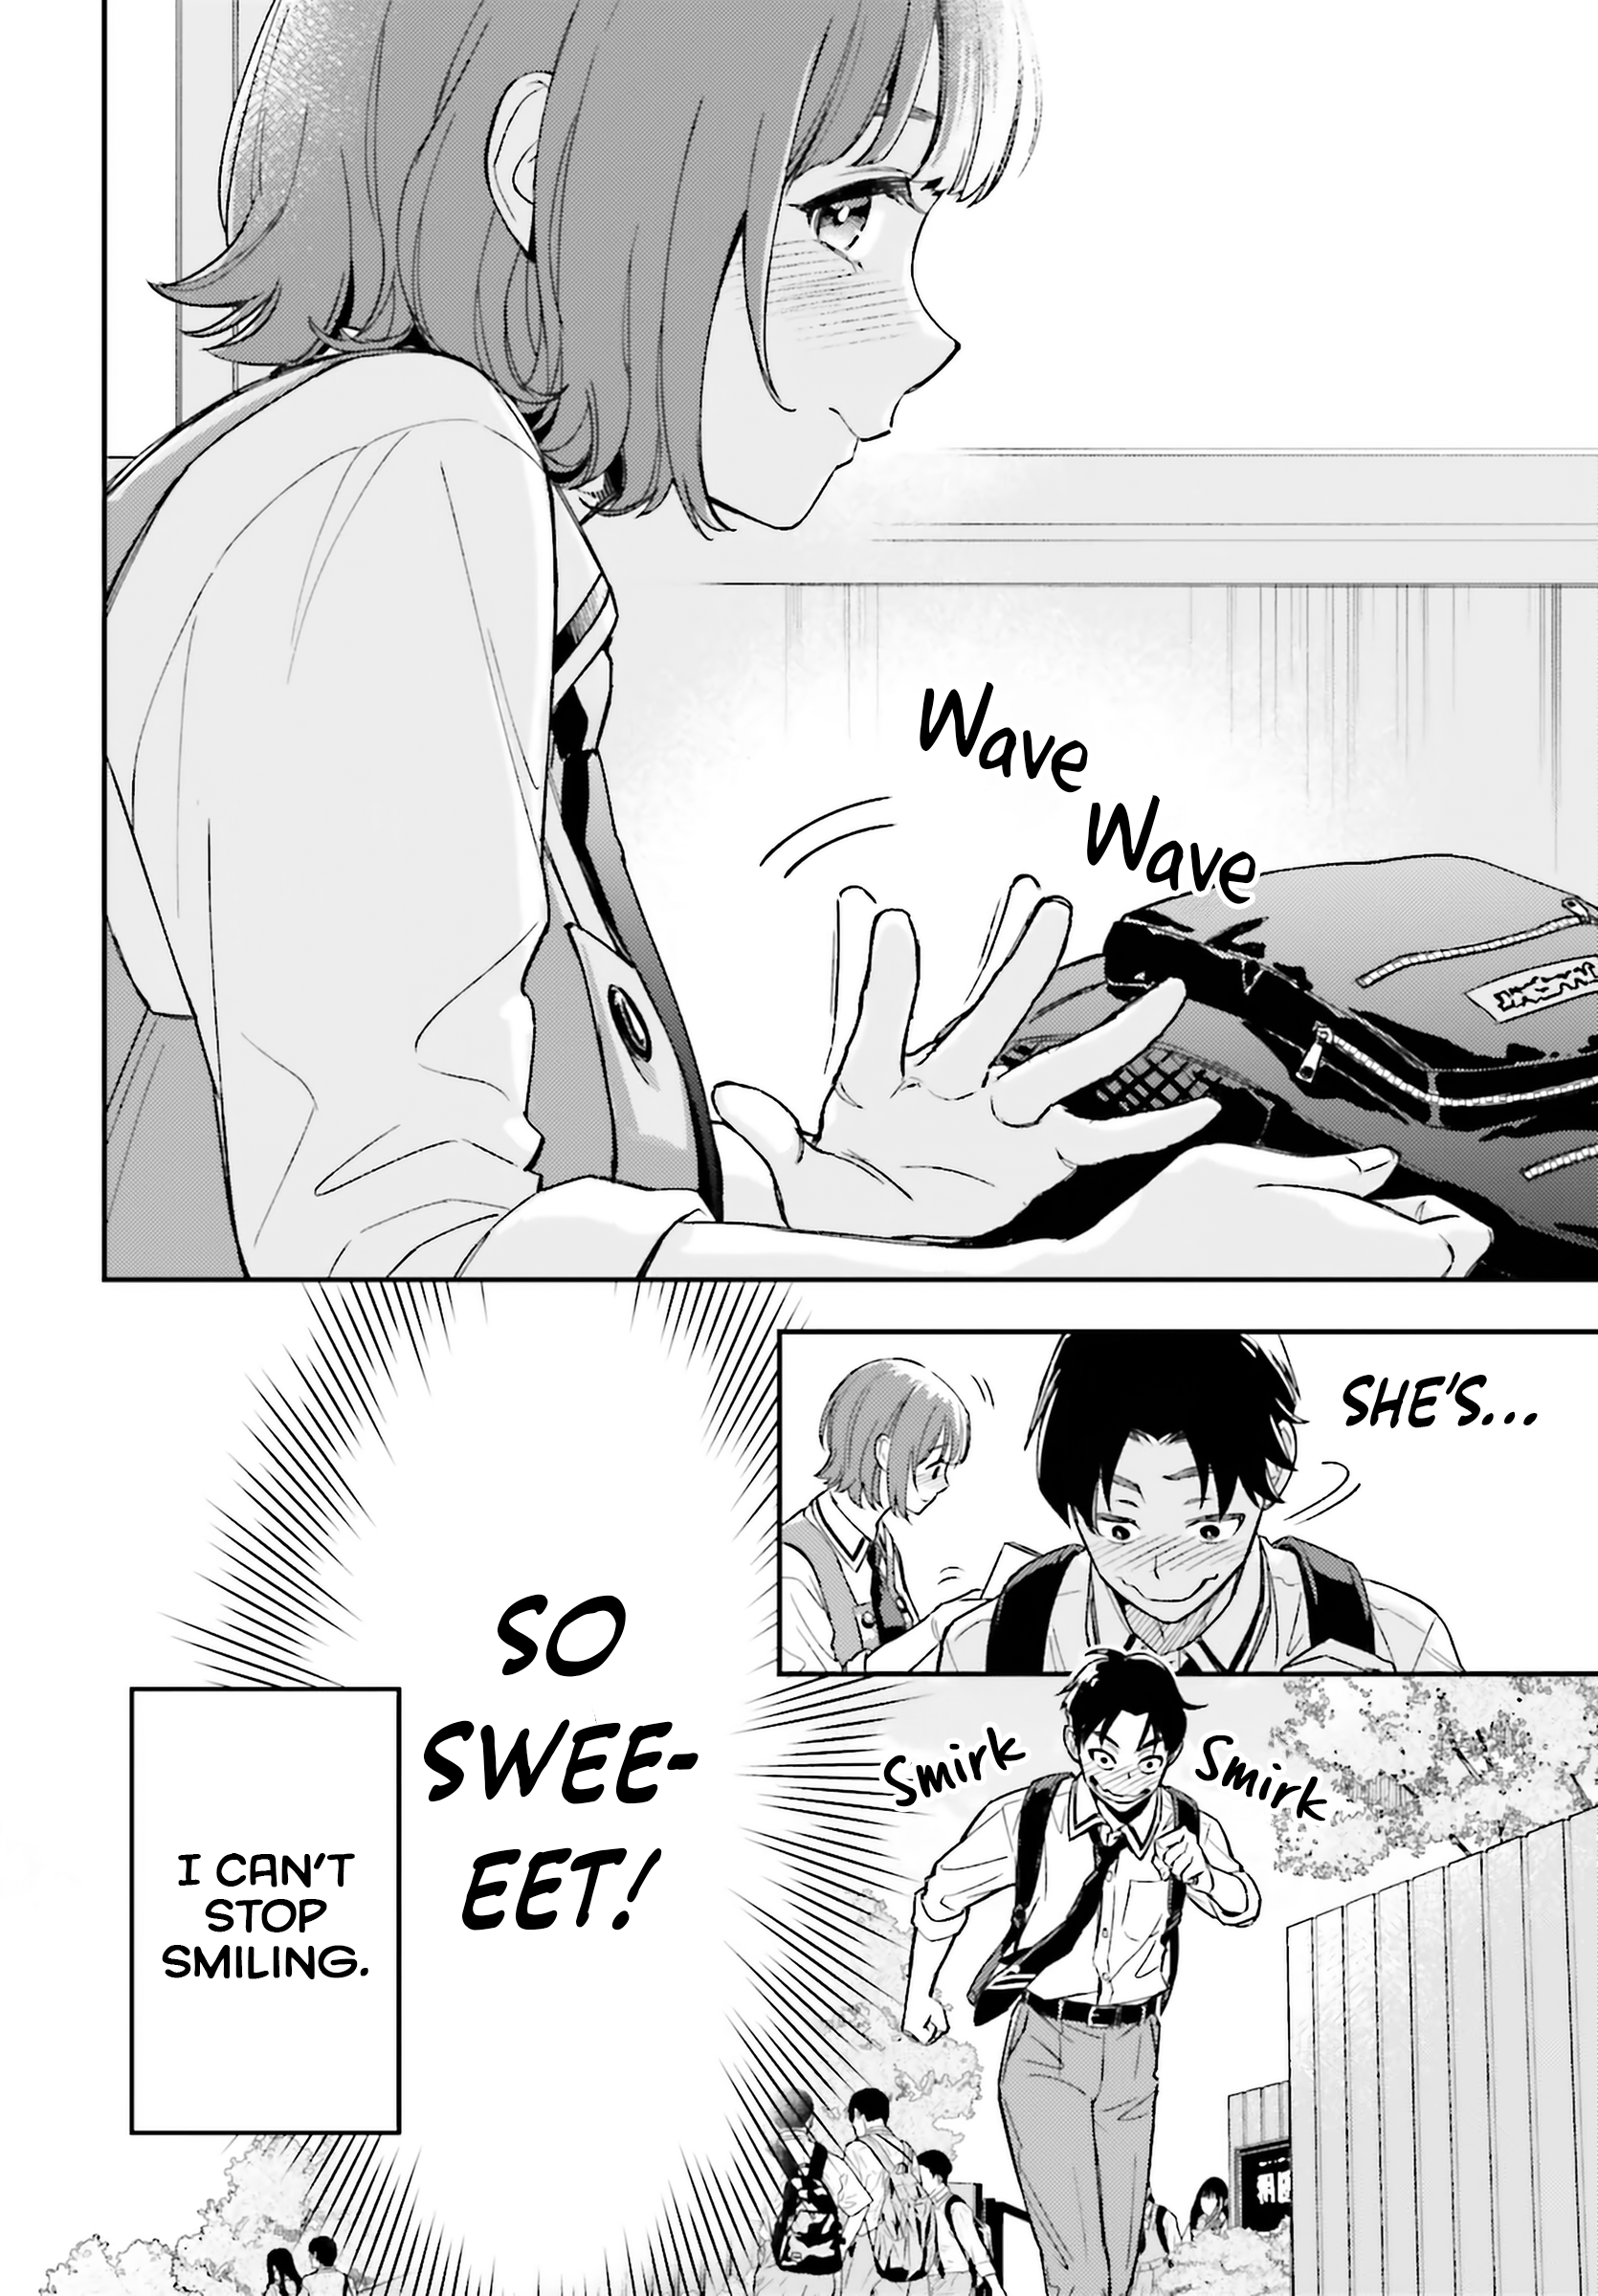 Wave
Wave
SHE'S...
Smirk
Smirk
SO
SWEE-
EET!
I CAN'T
STOP
SMILING.